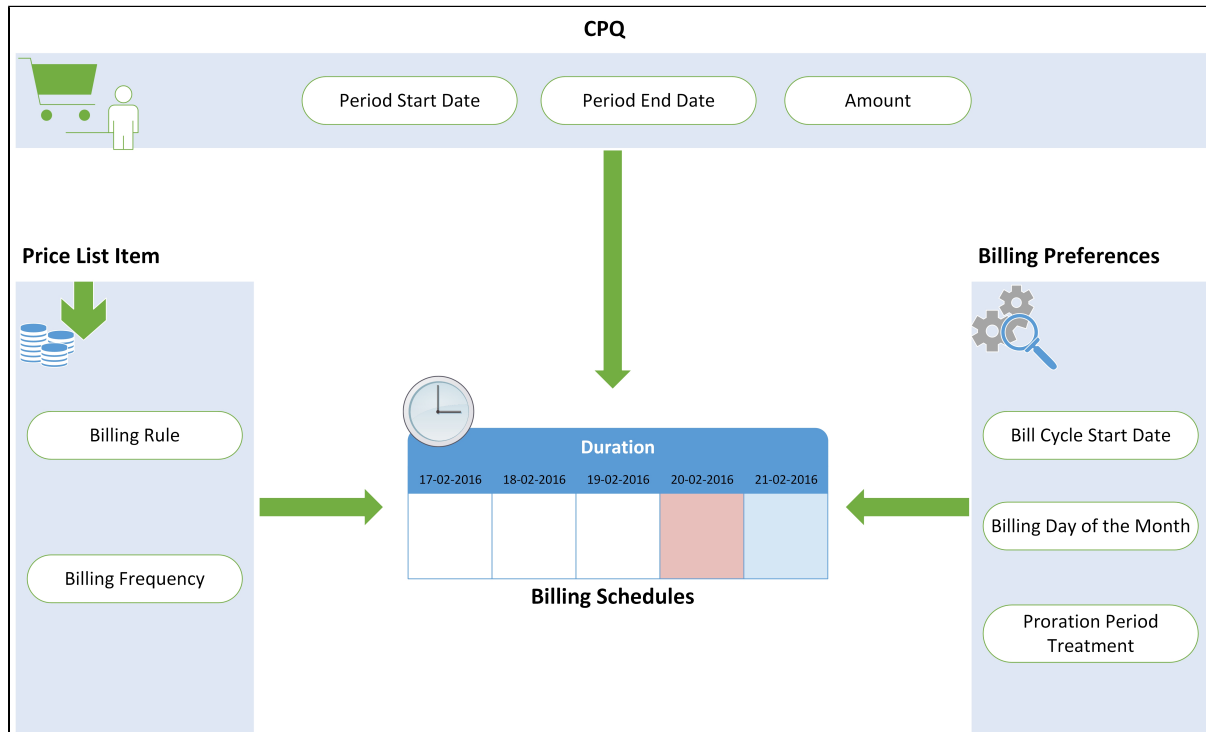 CPQ
Period Start Date
Period End Date
Amount
Price List Item
Billing Rule
Billing Frequency
Duration
17-02-2016
18-02-2016
19-02-2016
20-02-2016
21-02-2016
Billing Schedules
Billing Preferences
Bill Cycle Start Date
Billing Day of the Month
Proration Period
Treatment